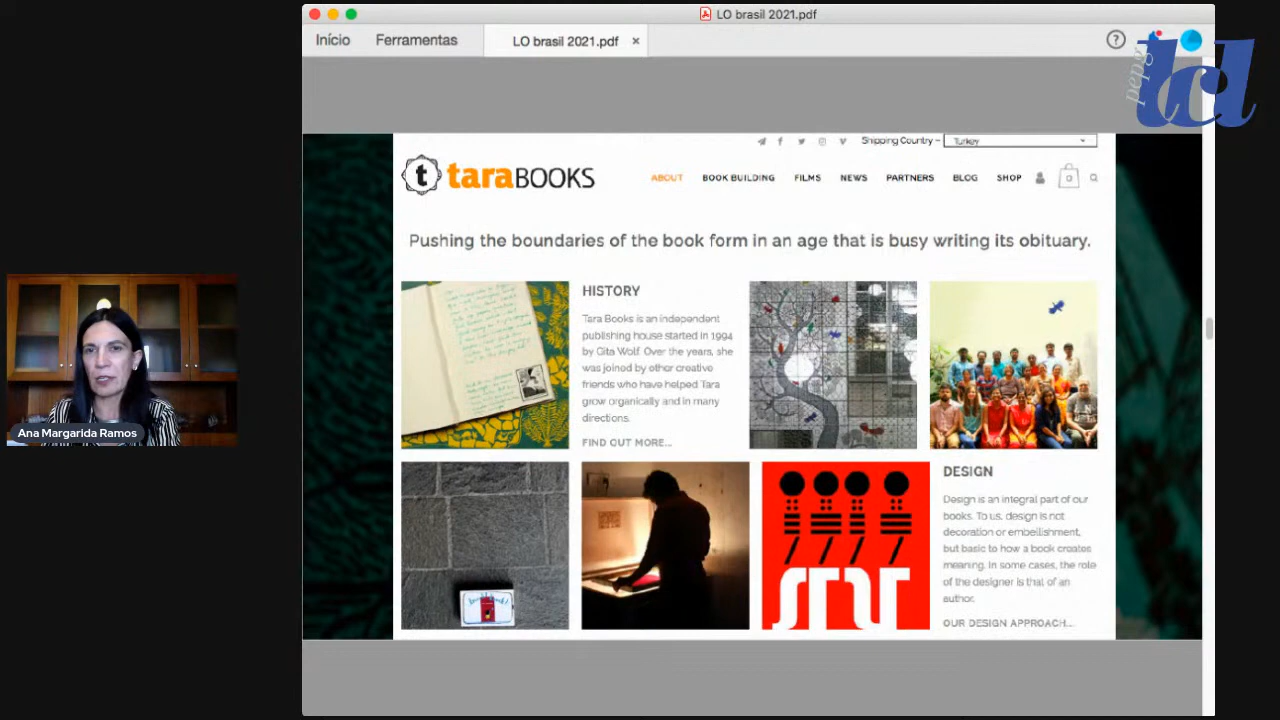 LO brasil 2021.pdf
Início Ferramentas LO brasil 2021.pdf × ?
pepg lcl
Shipping Country – Turkey
t taraBOOKS
ABOUT BOOK BUILDING FILMS NEWS PARTNERS BLOG SHOP 0
Pushing the boundaries of the book form in an age that is busy writing its obituary.
HISTORY
Tara Books is an independent
publishing house started in 1994
by Gita Wolf. Over the years, she
was joined by other creative
friends who have helped Tara
grow organically and in many
directions.
FIND OUT MORE...
DESIGN
Design is an integral part of our
books. To us, design is not
decoration or embellishment,
but basic to how a book creates
meaning. In some cases, the role
of the designer is that of an
author.
OUR DESIGN APPROACH...
Ana Margarida Ramos